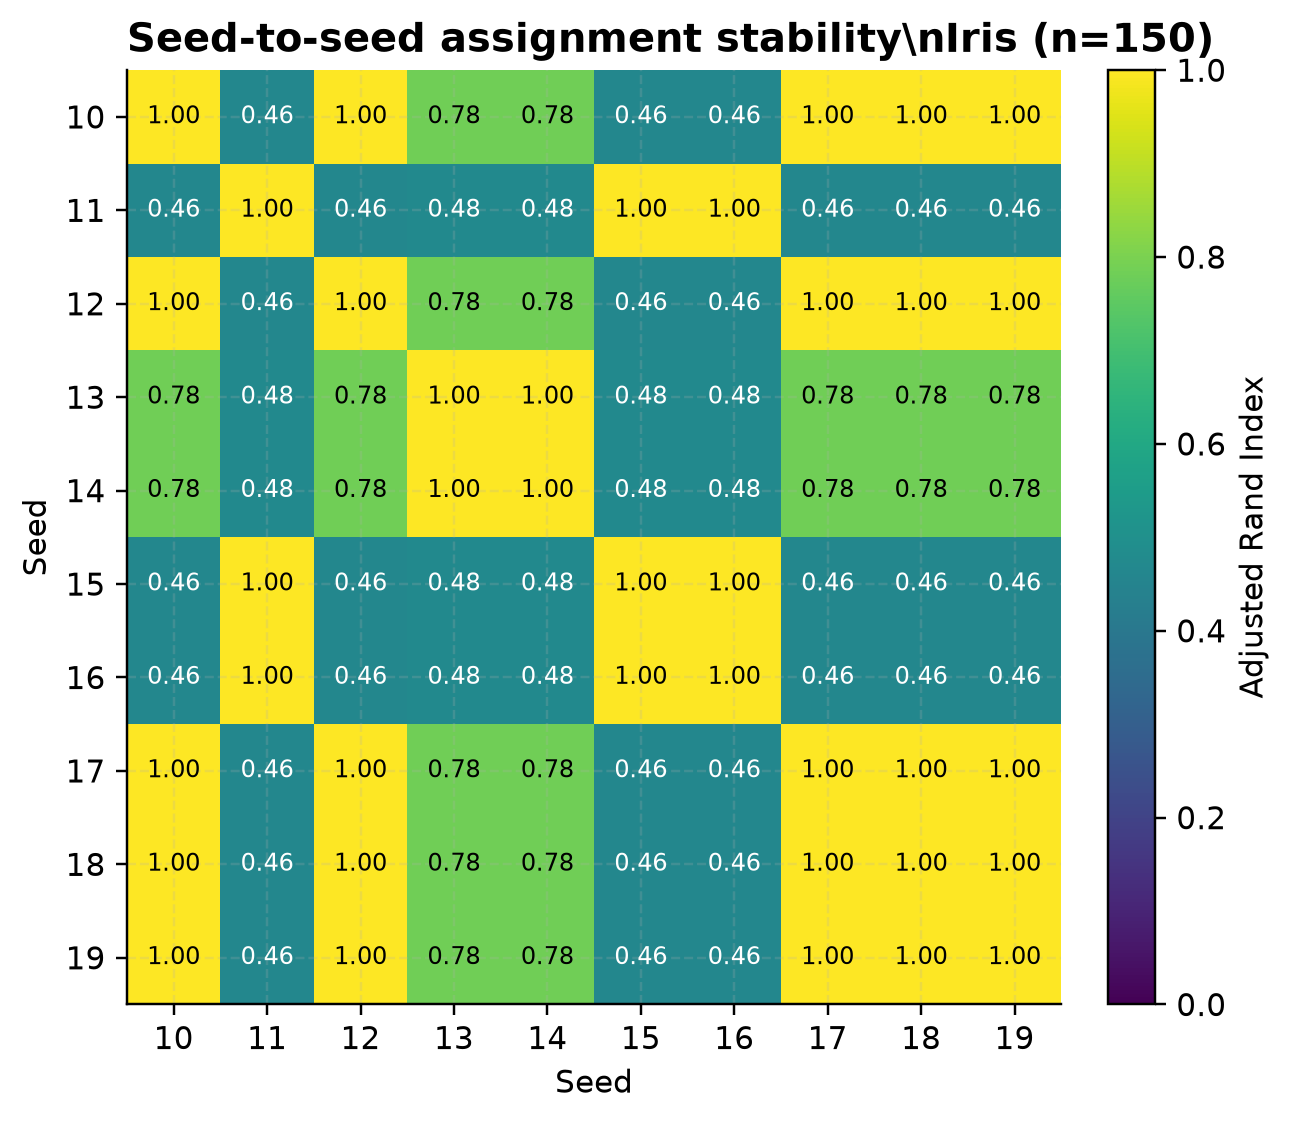 Seed-to-seed assignment stability\nIris (n=150)
10 1.00 0.46 1.00 0.78 0.78 0.46 0.46 1.00 1.00 1.00
11 0.46 1.00 0.46 0.48 0.48 1.00 1.00 0.46 0.46 0.46
12 1.00 0.46 1.00 0.78 0.78 0.46 0.46 1.00 1.00 1.00
13 0.78 0.48 0.78 1.00 1.00 0.48 0.48 0.78 0.78 0.78
14 0.78 0.48 0.78 1.00 1.00 0.48 0.48 0.78 0.78 0.78
15 0.46 1.00 0.46 0.48 0.48 1.00 1.00 0.46 0.46 0.46
16 0.46 1.00 0.46 0.48 0.48 1.00 1.00 0.46 0.46 0.46
17 1.00 0.46 1.00 0.78 0.78 0.46 0.46 1.00 1.00 1.00
18 1.00 0.46 1.00 0.78 0.78 0.46 0.46 1.00 1.00 1.00
19 1.00 0.46 1.00 0.78 0.78 0.46 0.46 1.00 1.00 1.00
10 11 12 13 14 15 16 17 18 19
Seed
Seed
1.0
0.8
0.6
0.4
0.2
0.0
Adjusted Rand Index